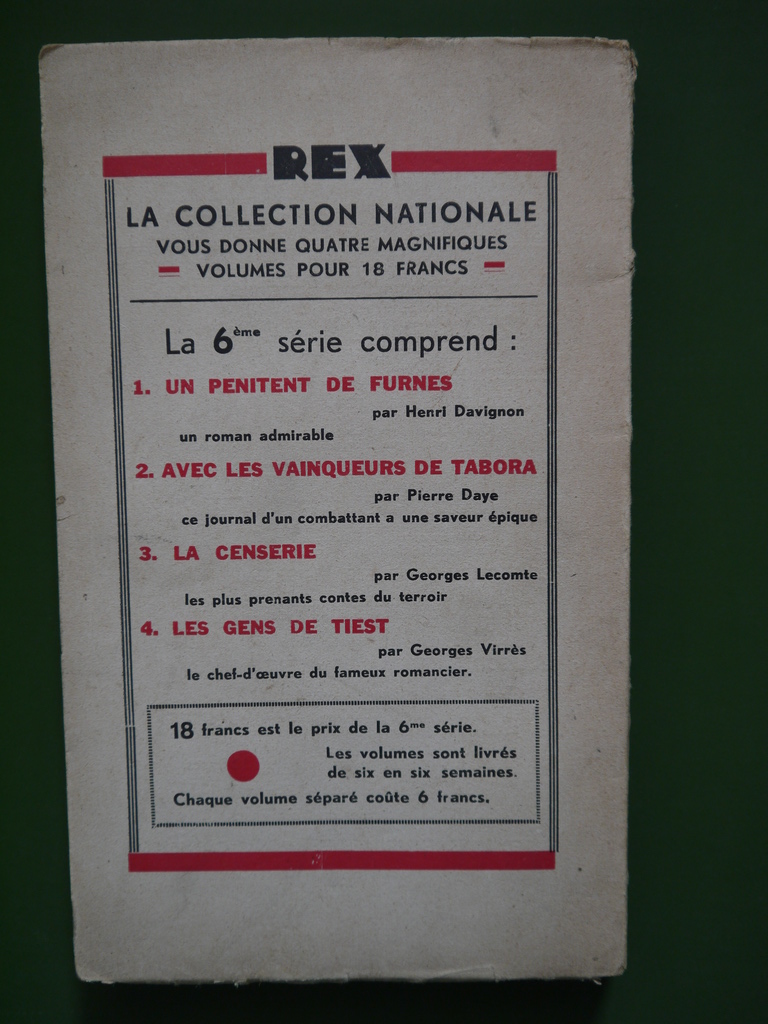 REX
LA COLLECTION NATIONALE
VOUS DONNE QUATRE MAGNIFIQUES
VOLUMES POUR 18 FRANCS
La 6ème série comprend :
1. UN PENITENT DE FURNES
par Henri Davignon
un roman admirable
2. AVEC LES VAINQUEURS DE TABORA
par Pierre Daye
ce journal d'un combattant a une saveur épique
3. LA CENSERIE
par Georges Lecomte
les plus prenants contes du terroir
4. LES GENS DE TIEST
par Georges Virrès
le chef-d'œuvre du fameux romancier.
18 francs est le prix de la 6me série.
Les volumes sont livrés
de six en six semaines.
Chaque volume séparé coûte 6 francs.